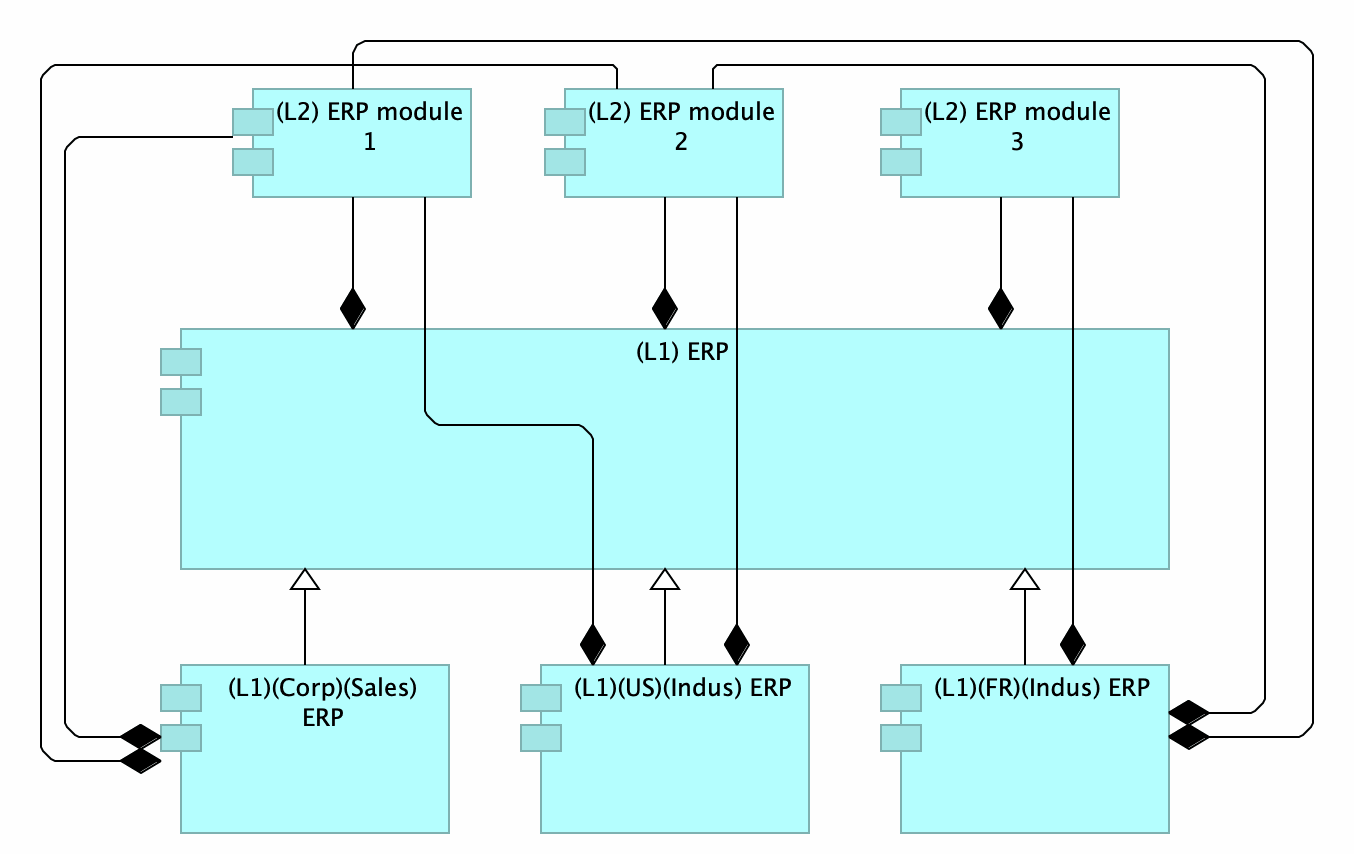 (L2) ERP module
1
(L2) ERP module
2
(L2) ERP module
3
(L1) ERP
(L1)(Corp)(Sales)
ERP
(L1)(US)(Indus) ERP
(L1)(FR)(Indus) ERP